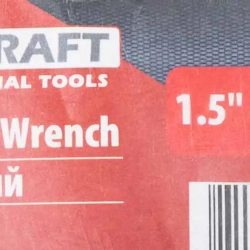 RAFT
NAL TOOLS
Wrench
1.5"
ий